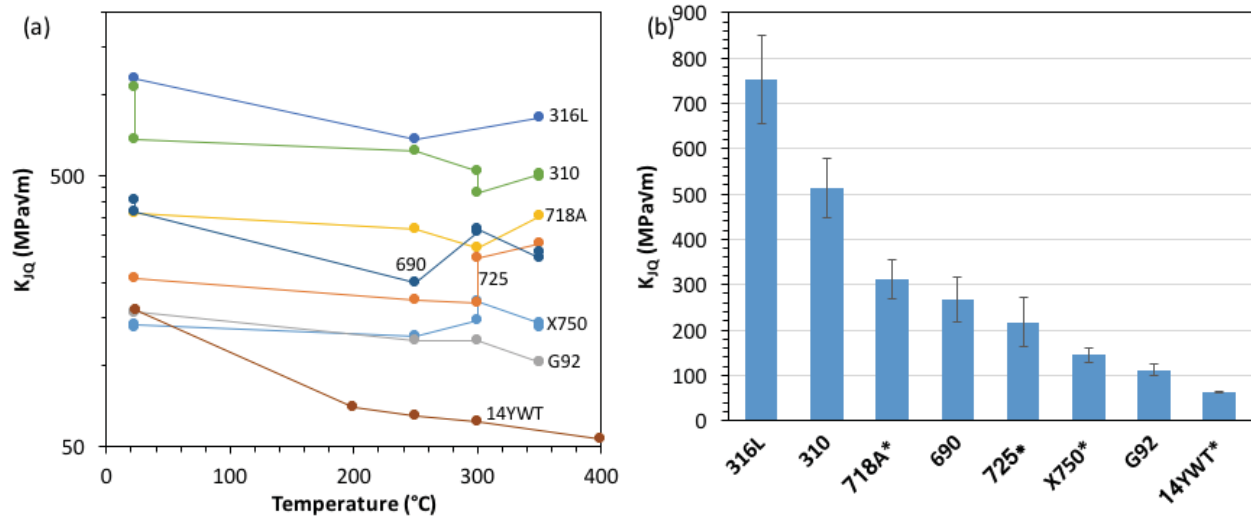 (a)
K_JQ (MPa√m)
500
50
316L
310
718A
690
725
X750
G92
14YWT
0 100 200 300 400
Temperature (°C)
(b)
K_JQ (MPa√m)
900
800
700
600
500
400
300
200
100
0
316L 310 718A* 690 725* X750* G92 14YWT*